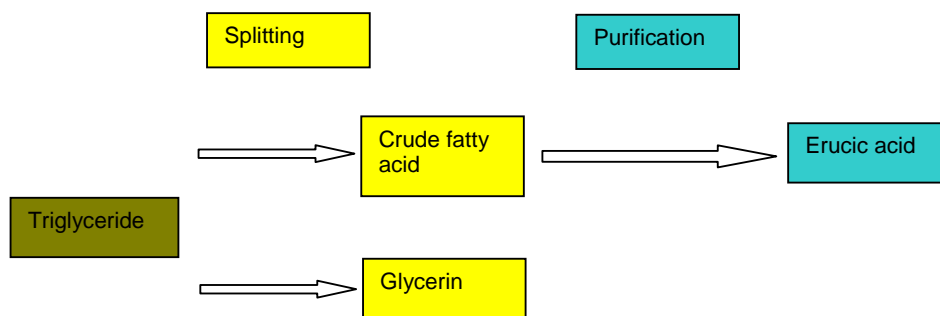 Splitting
Purification
Crude fatty
acid
Erucic acid
Triglyceride
Glycerin